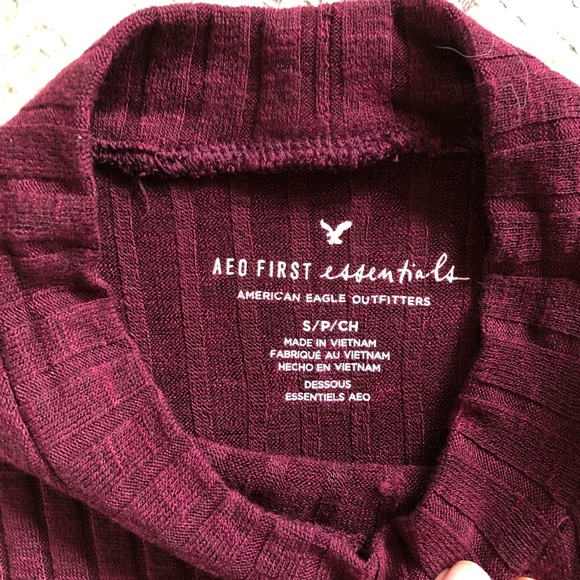 AEO FIRST essentials
AMERICAN EAGLE OUTFITTERS
S/P/CH
MADE IN VIETNAM
FABRIQUÉ AU VIETNAM
HECHO EN VIETNAM
DESSOUS
ESSENTIELS AEO